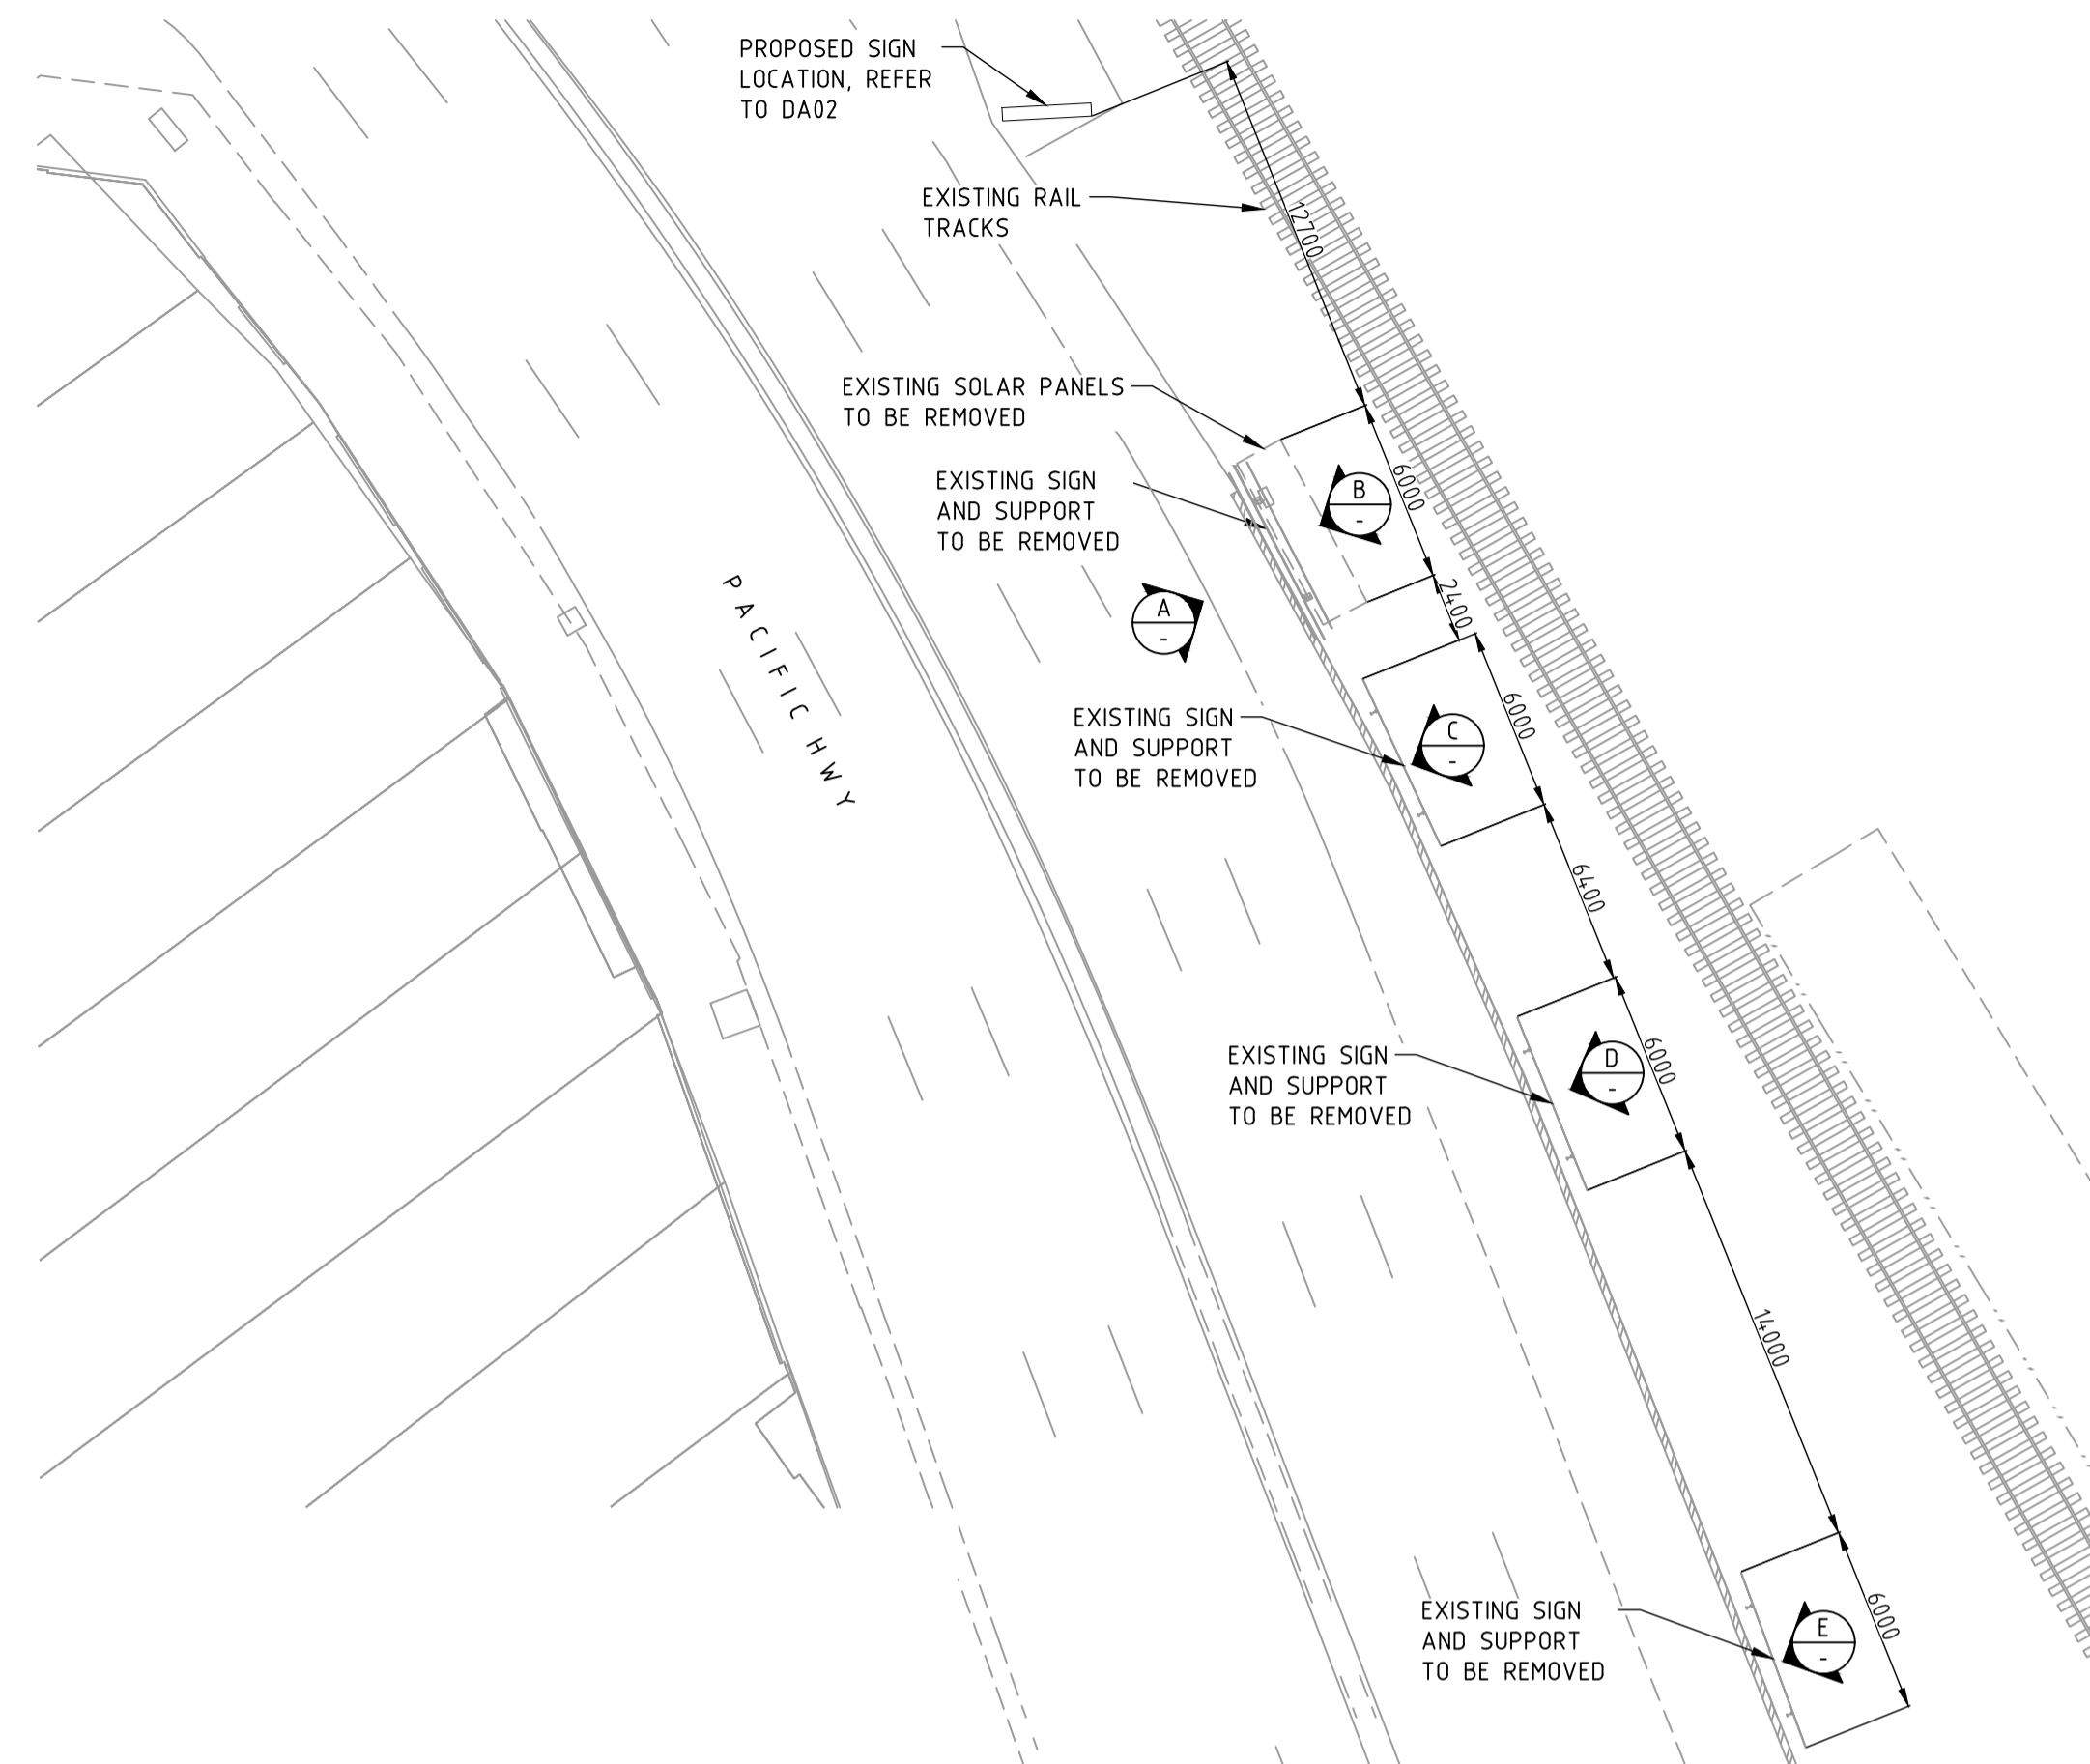 PROPOSED SIGN
LOCATION, REFER
TO DA02
EXISTING RAIL
TRACKS
12700
EXISTING SOLAR PANELS
TO BE REMOVED
EXISTING SIGN
AND SUPPORT
TO BE REMOVED
B
-
6000
2400
A
-
PACIFIC HWY
EXISTING SIGN
AND SUPPORT
TO BE REMOVED
C
-
6000
6400
EXISTING SIGN
AND SUPPORT
TO BE REMOVED
D
-
6000
14000
EXISTING SIGN
AND SUPPORT
TO BE REMOVED
E
-
6000